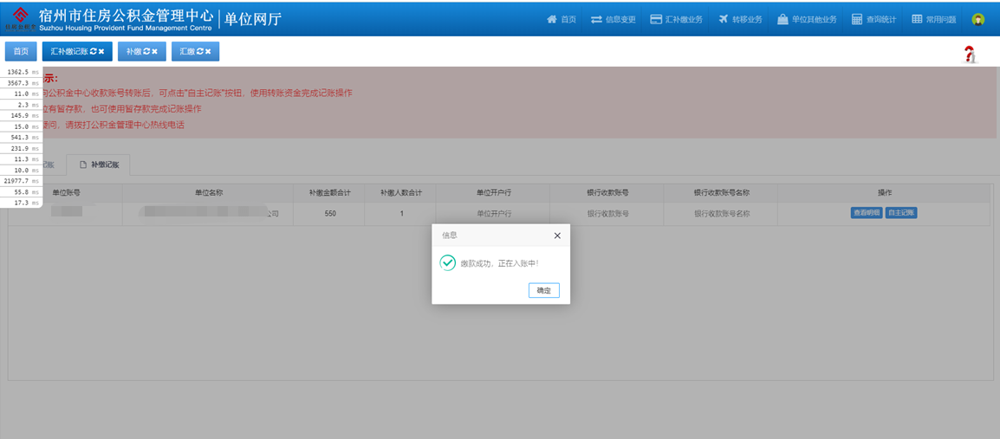 宿州市住房公积金管理中心 单位网厅
Suzhou Housing Provident Fund Management Centre
首页 信息变更 汇补缴业务 转移业务 单位其他业务 查询统计 常用问题
首页 汇补缴记账 补缴 汇缴
1362.5 ms
3567.3 ms
11.0 ms
2.3 ms
145.9 ms
15.0 ms
541.3 ms
231.9 ms
11.3 ms
10.0 ms
21977.7 ms
55.8 ms
17.3 ms
示：
公积金中心收款账号转账后，可点击"自主记账"按钮，使用转账资金完成记账操作
有暂存款，也可使用暂存款完成记账操作
疑问，请拨打公积金管理中心热线电话
记账 补缴记账
单位账号 单位名称 补缴金额合计 补缴人数合计 单位开户行 银行收款账号 银行收款账号名称 操作
公司 550 1 单位开户行 银行收款账号 银行收款账号名称 查看明细 自主记账
信息
缴款成功，正在入账中！
确定